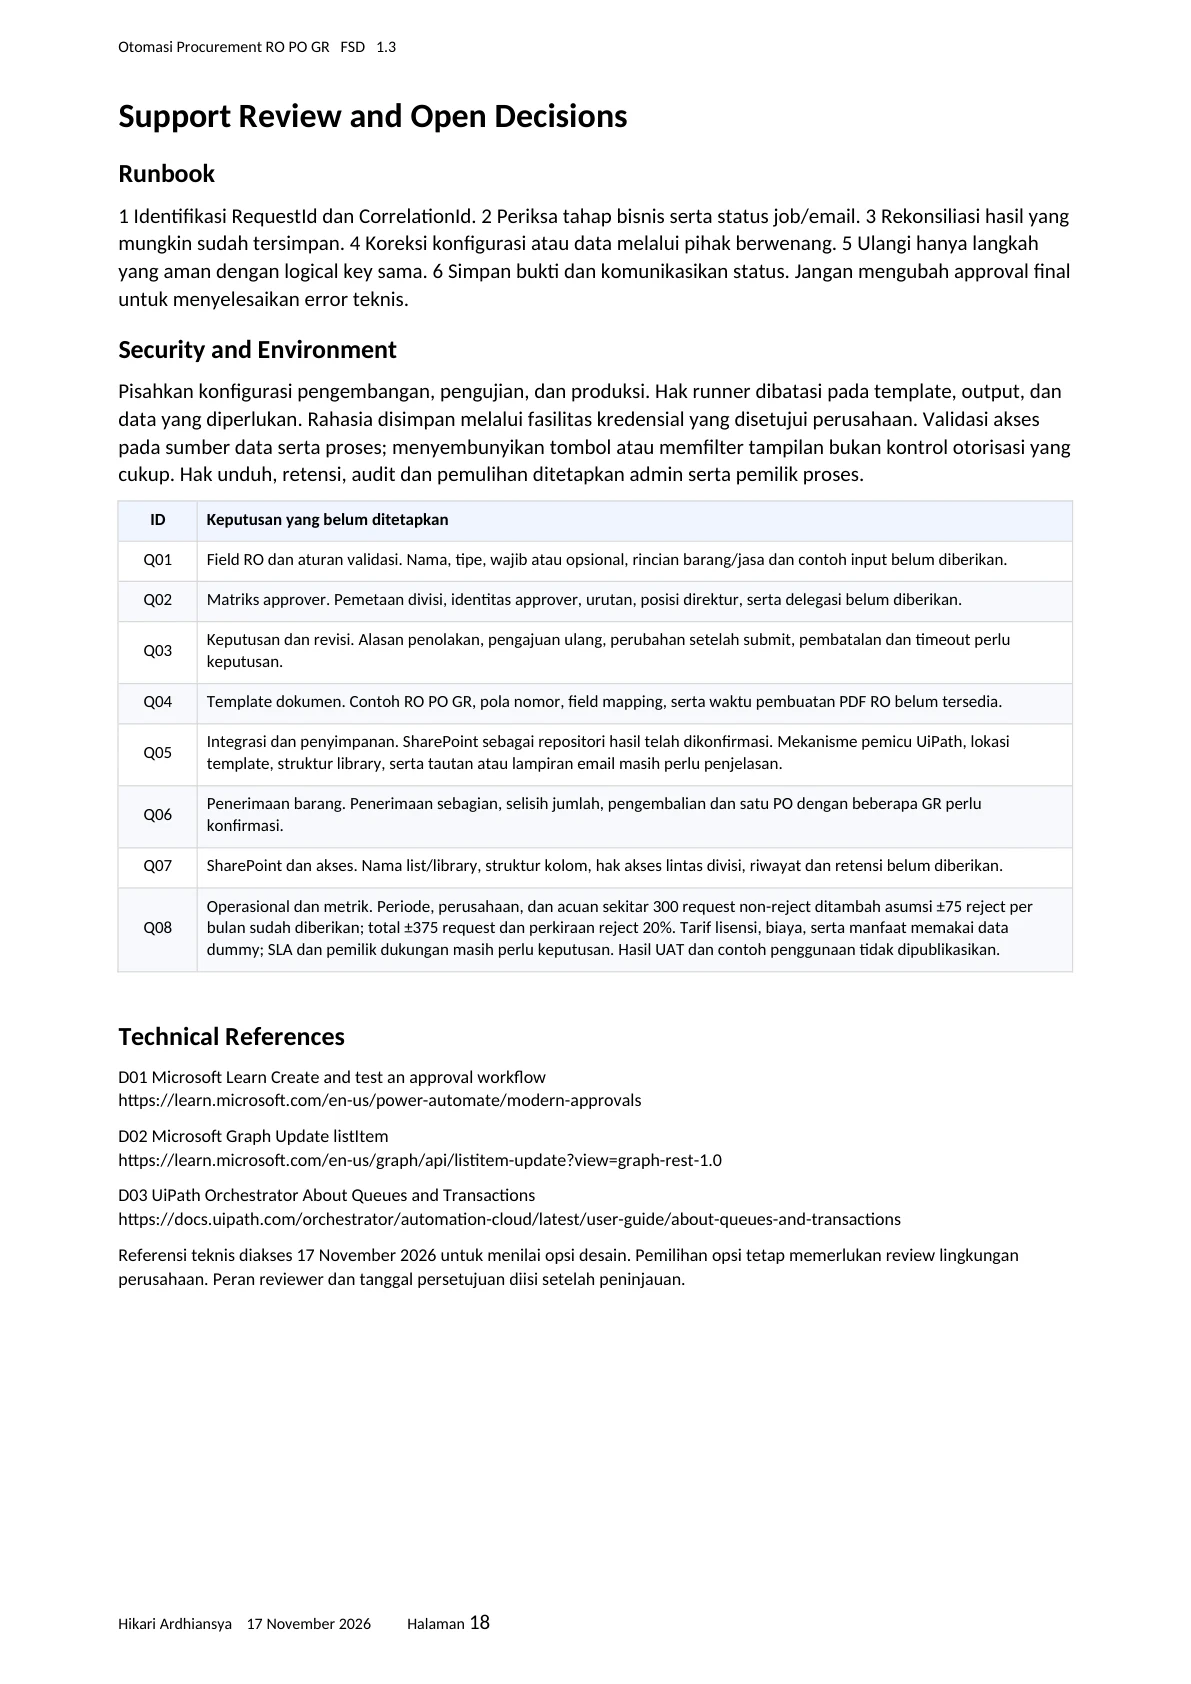 Otomasi Procurement RO PO GR FSD 1.3
Support Review and Open Decisions
Runbook
1 Identifikasi RequestId dan CorrelationId. 2 Periksa tahap bisnis serta status job/email. 3 Rekonsiliasi hasil yang
mungkin sudah tersimpan. 4 Koreksi konfigurasi atau data melalui pihak berwenang. 5 Ulangi hanya langkah
yang aman dengan logical key sama. 6 Simpan bukti dan komunikasikan status. Jangan mengubah approval final
untuk menyelesaikan error teknis.
Security and Environment
Pisahkan konfigurasi pengembangan, pengujian, dan produksi. Hak runner dibatasi pada template, output, dan
data yang diperlukan. Rahasia disimpan melalui fasilitas kredensial yang disetujui perusahaan. Validasi akses
pada sumber data serta proses; menyembunyikan tombol atau memfilter tampilan bukan kontrol otorisasi yang
cukup. Hak unduh, retensi, audit dan pemulihan ditetapkan admin serta pemilik proses.
ID Keputusan yang belum ditetapkan
Q01 Field RO dan aturan validasi. Nama, tipe, wajib atau opsional, rincian barang/jasa dan contoh input belum diberikan.
Q02 Matriks approver. Pemetaan divisi, identitas approver, urutan, posisi direktur, serta delegasi belum diberikan.
Q03 Keputusan dan revisi. Alasan penolakan, pengajuan ulang, perubahan setelah submit, pembatalan dan timeout perlu
keputusan.
Q04 Template dokumen. Contoh RO PO GR, pola nomor, field mapping, serta waktu pembuatan PDF RO belum tersedia.
Q05 Integrasi dan penyimpanan. SharePoint sebagai repositori hasil telah dikonfirmasi. Mekanisme pemicu UiPath, lokasi
template, struktur library, serta tautan atau lampiran email masih perlu penjelasan.
Q06 Penerimaan barang. Penerimaan sebagian, selisih jumlah, pengembalian dan satu PO dengan beberapa GR perlu
konfirmasi.
Q07 SharePoint dan akses. Nama list/library, struktur kolom, hak akses lintas divisi, riwayat dan retensi belum diberikan.
Q08 Operasional dan metrik. Periode, perusahaan, dan acuan sekitar 300 request non-reject ditambah asumsi ±75 reject per
bulan sudah diberikan; total ±375 request dan perkiraan reject 20%. Tarif lisensi, biaya, serta manfaat memakai data
dummy; SLA dan pemilik dukungan masih perlu keputusan. Hasil UAT dan contoh penggunaan tidak dipublikasikan.
Technical References
D01 Microsoft Learn Create and test an approval workflow
https://learn.microsoft.com/en-us/power-automate/modern-approvals
D02 Microsoft Graph Update listItem
https://learn.microsoft.com/en-us/graph/api/listitem-update?view=graph-rest-1.0
D03 UiPath Orchestrator About Queues and Transactions
https://docs.uipath.com/orchestrator/automation-cloud/latest/user-guide/about-queues-and-transactions
Referensi teknis diakses 17 November 2026 untuk menilai opsi desain. Pemilihan opsi tetap memerlukan review lingkungan
perusahaan. Peran reviewer dan tanggal persetujuan diisi setelah peninjauan.
Hikari Ardhiansya 17 November 2026 Halaman 18